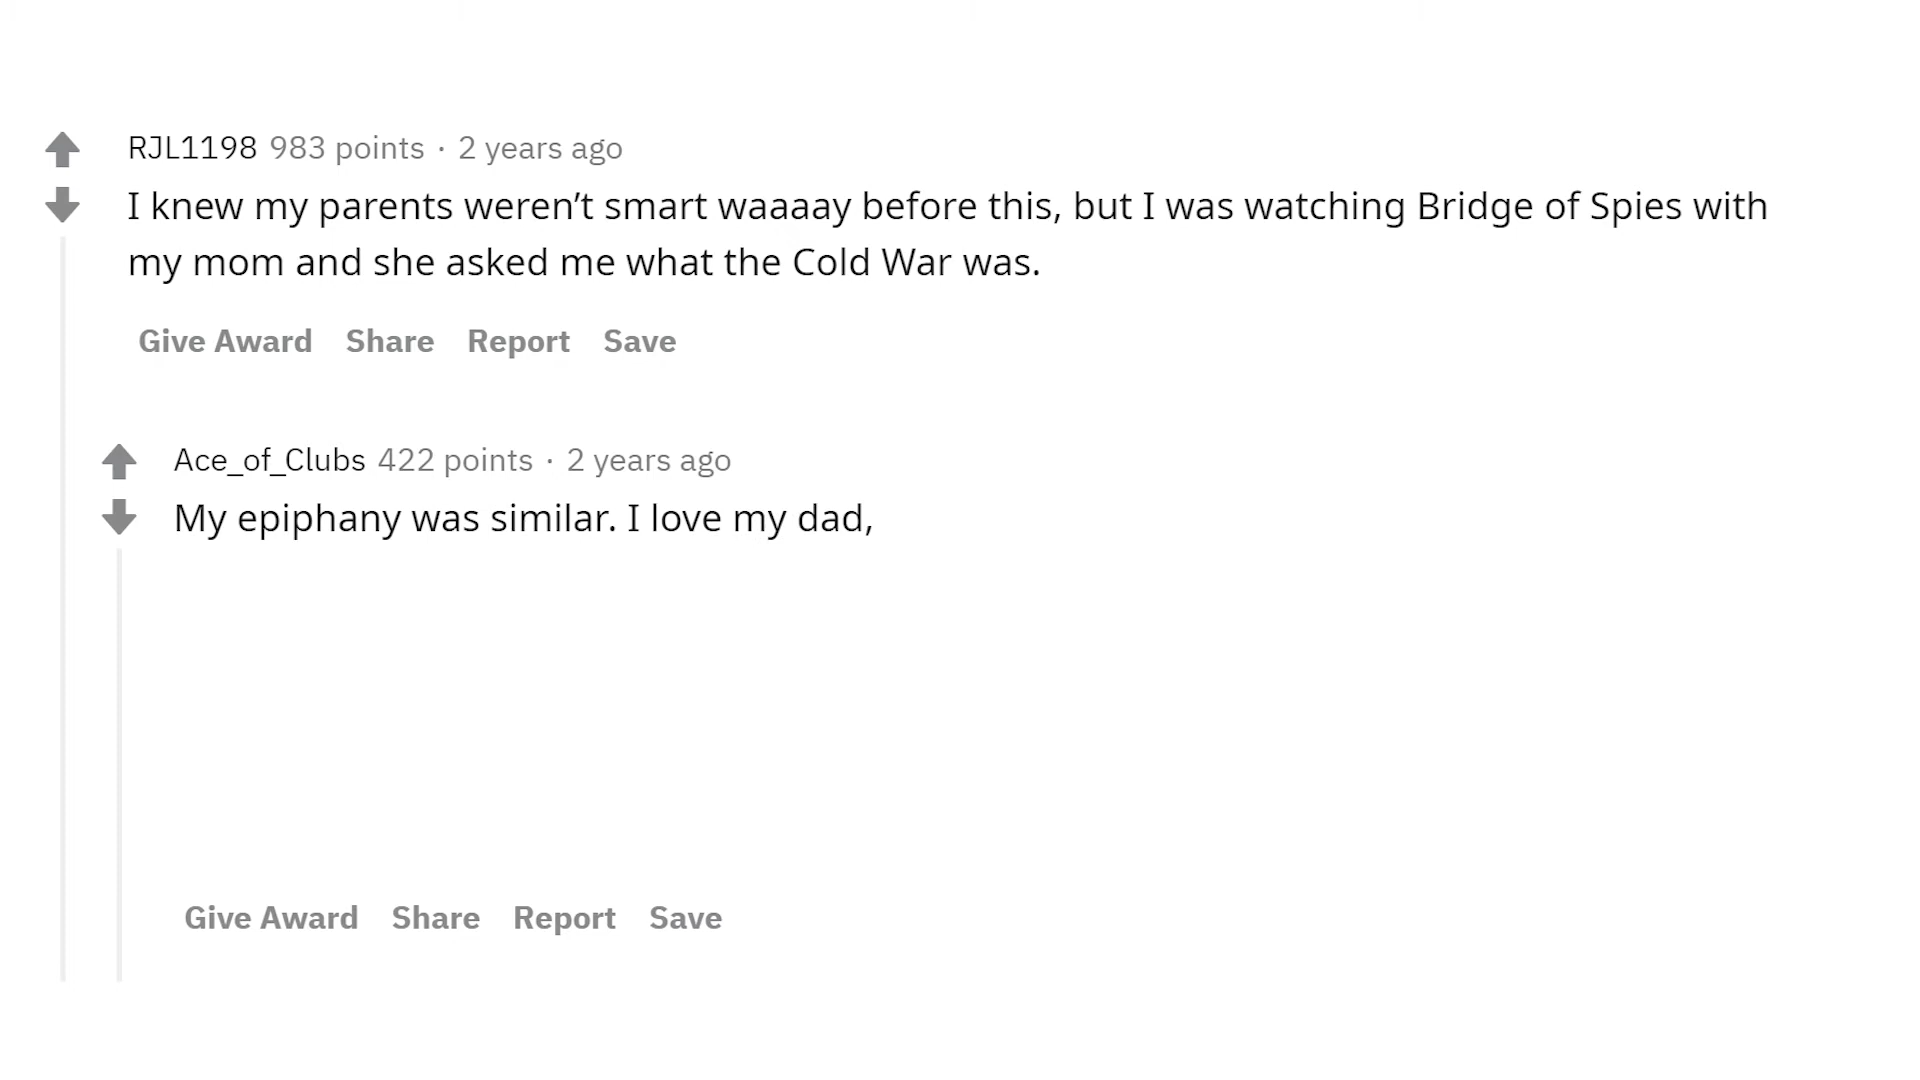 RJL1198 983 points · 2 years ago
I knew my parents weren’t smart waaaay before this, but I was watching Bridge of Spies with
my mom and she asked me what the Cold War was.
Give Award Share Report Save
Ace_of_Clubs 422 points · 2 years ago
My epiphany was similar. I love my dad,
Give Award Share Report Save